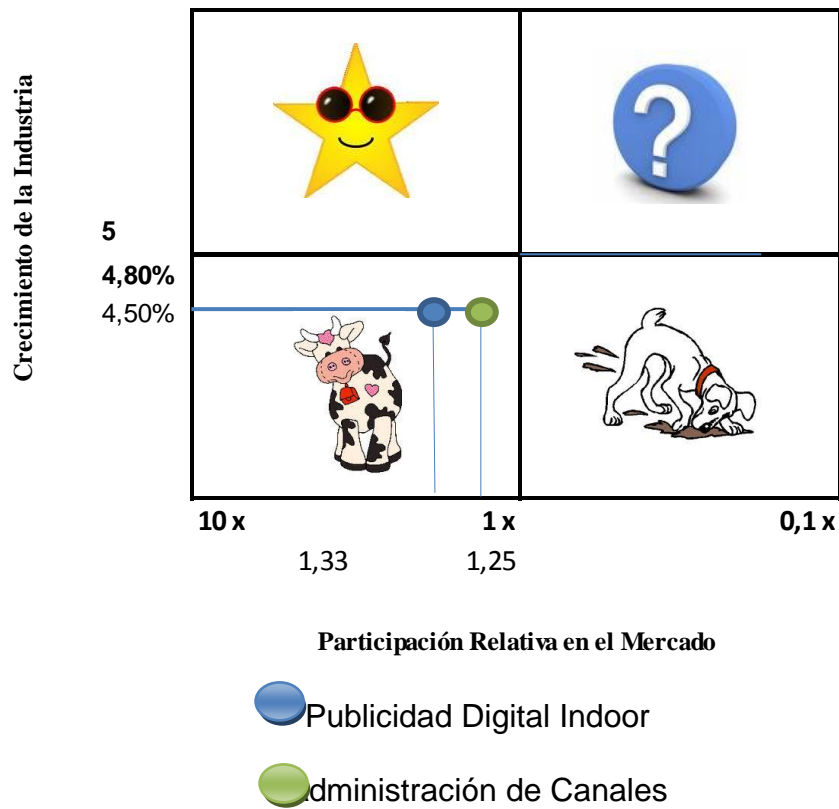 Crecimiento de la Industria
?
5
4,80%
4,50%
10 x 1 x 0,1 x
1,33 1,25
Participación Relativa en el Mercado
Publicidad Digital Indoor
dministración de Canales